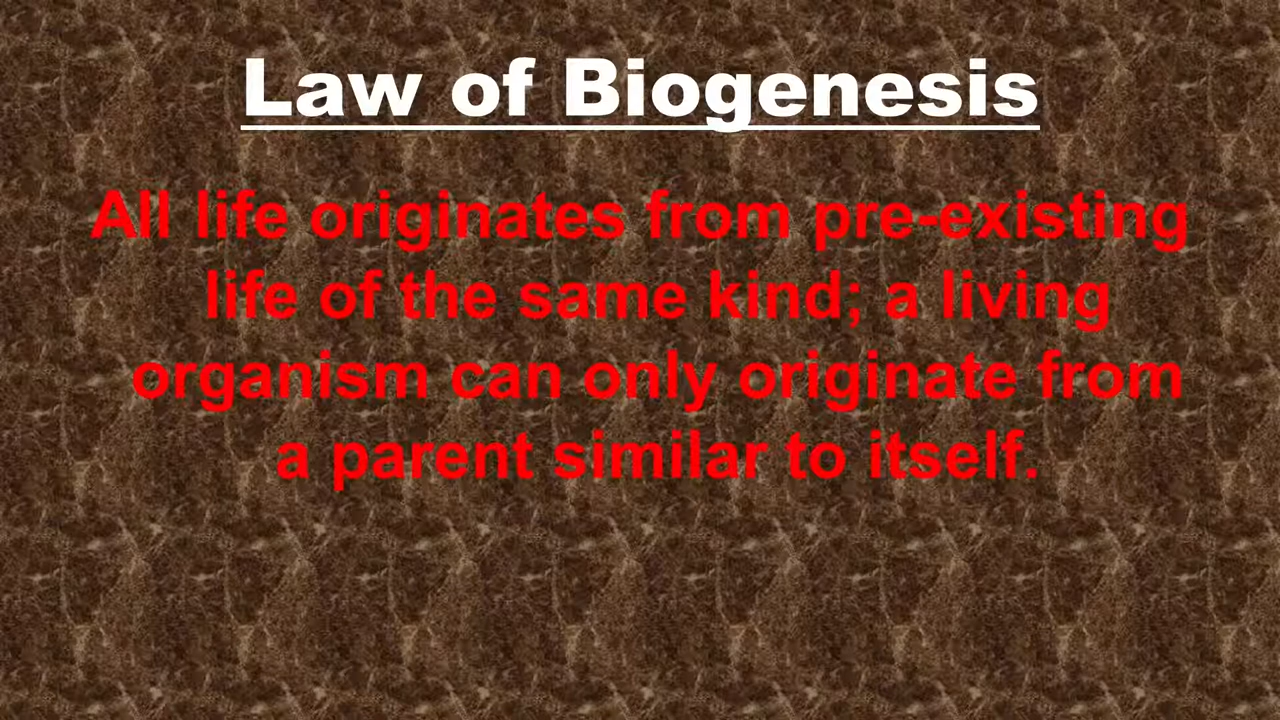 Law of Biogenesis
All life originates from pre-existing
life of the same kind; a living
organism can only originate from
a parent similar to itself.